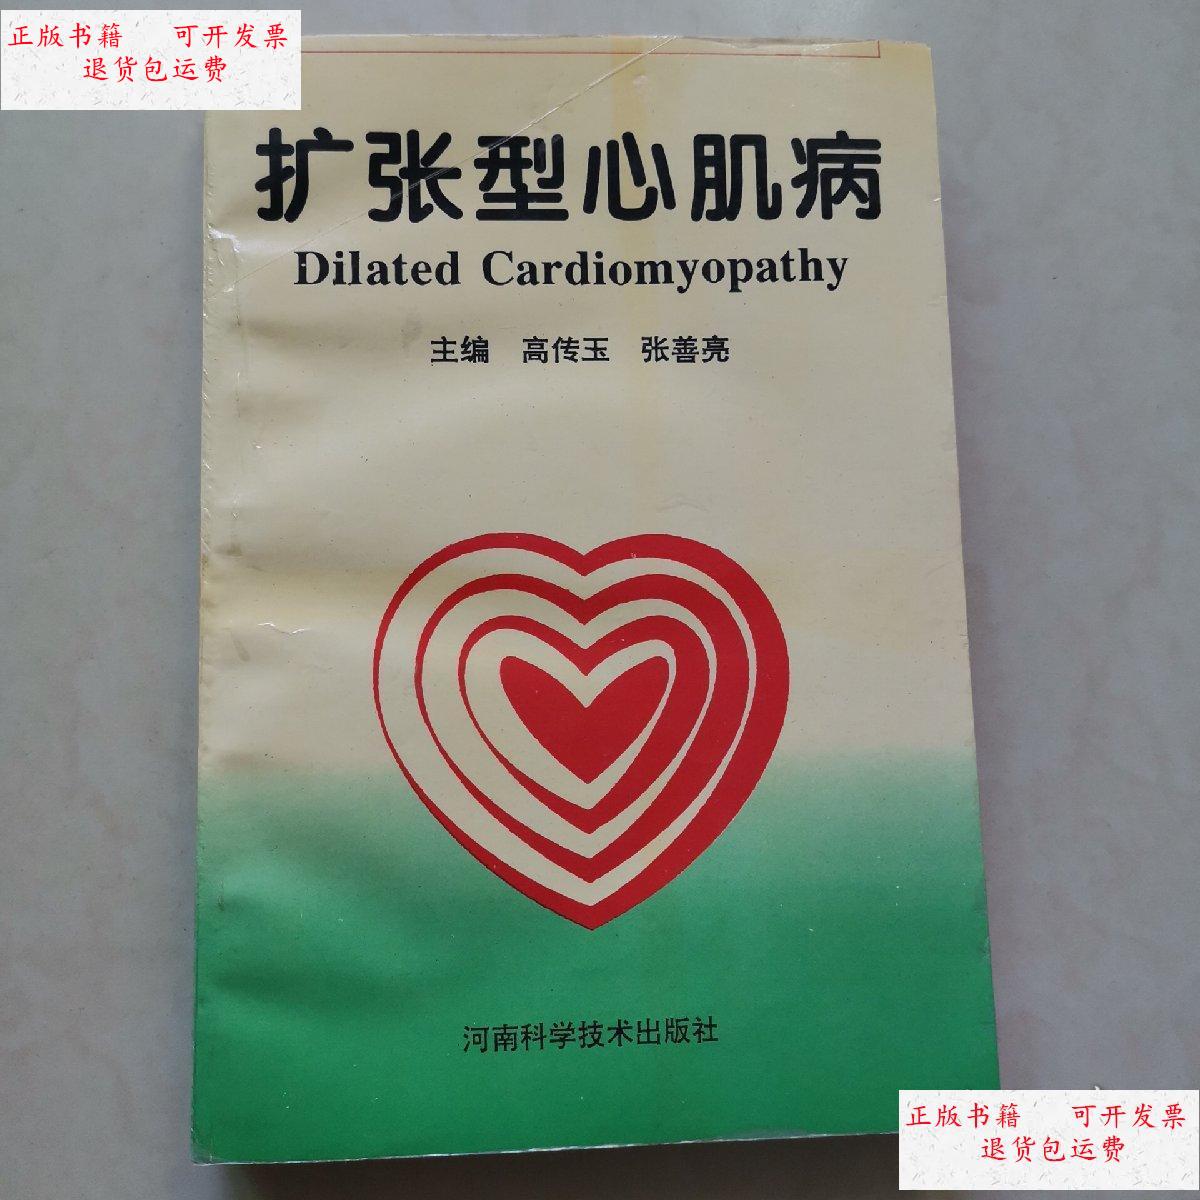 正版书籍 可开发票
退货包运费
扩张型心肌病
Dilated Cardiomyopathy
主编 高传玉 张善亮
河南科学技术出版社
正版书籍 可开发票
退货包运费